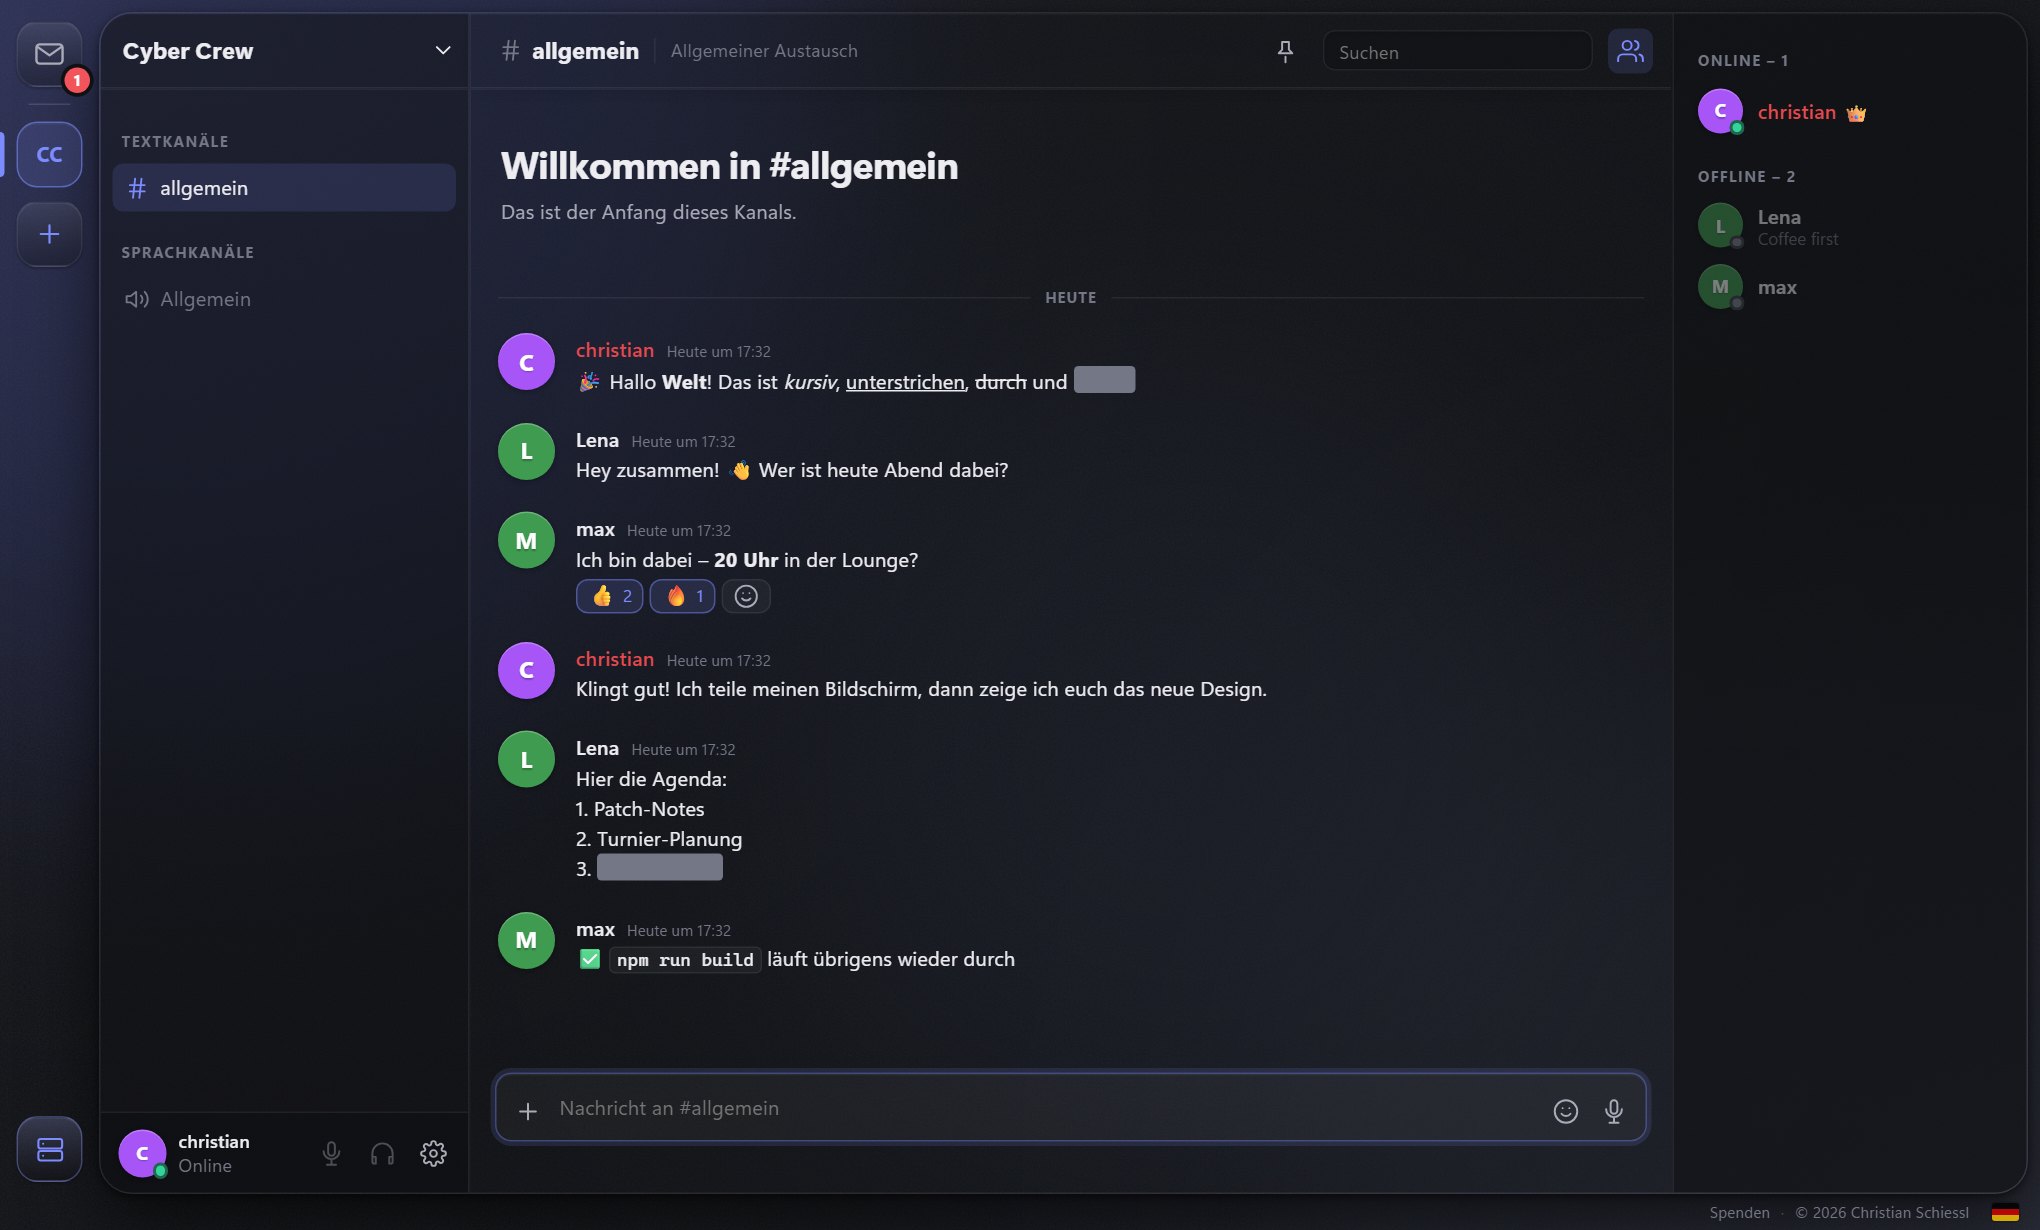 1
CC
Cyber Crew
TEXTKANÄLE
# allgemein
SPRACHKANÄLE
Allgemein
C
christian
Online
# allgemein
Allgemeiner Austausch
Suchen
Willkommen in #allgemein
Das ist der Anfang dieses Kanals.
HEUTE
C
christian Heute um 17:32
🎉 Hallo Welt! Das ist kursiv, unterstrichen, durch und
L
Lena Heute um 17:32
Hey zusammen! 👋 Wer ist heute Abend dabei?
M
max Heute um 17:32
Ich bin dabei – 20 Uhr in der Lounge?
👍 2 🔥 1
C
christian Heute um 17:32
Klingt gut! Ich teile meinen Bildschirm, dann zeige ich euch das neue Design.
L
Lena Heute um 17:32
Hier die Agenda:
1. Patch-Notes
2. Turnier-Planung
3.
M
max Heute um 17:32
✅ npm run build läuft übrigens wieder durch
Nachricht an #allgemein
ONLINE – 1
C
christian 👑
OFFLINE – 2
L
Lena
Coffee first
M
max
Spenden · © 2026 Christian Schiessl